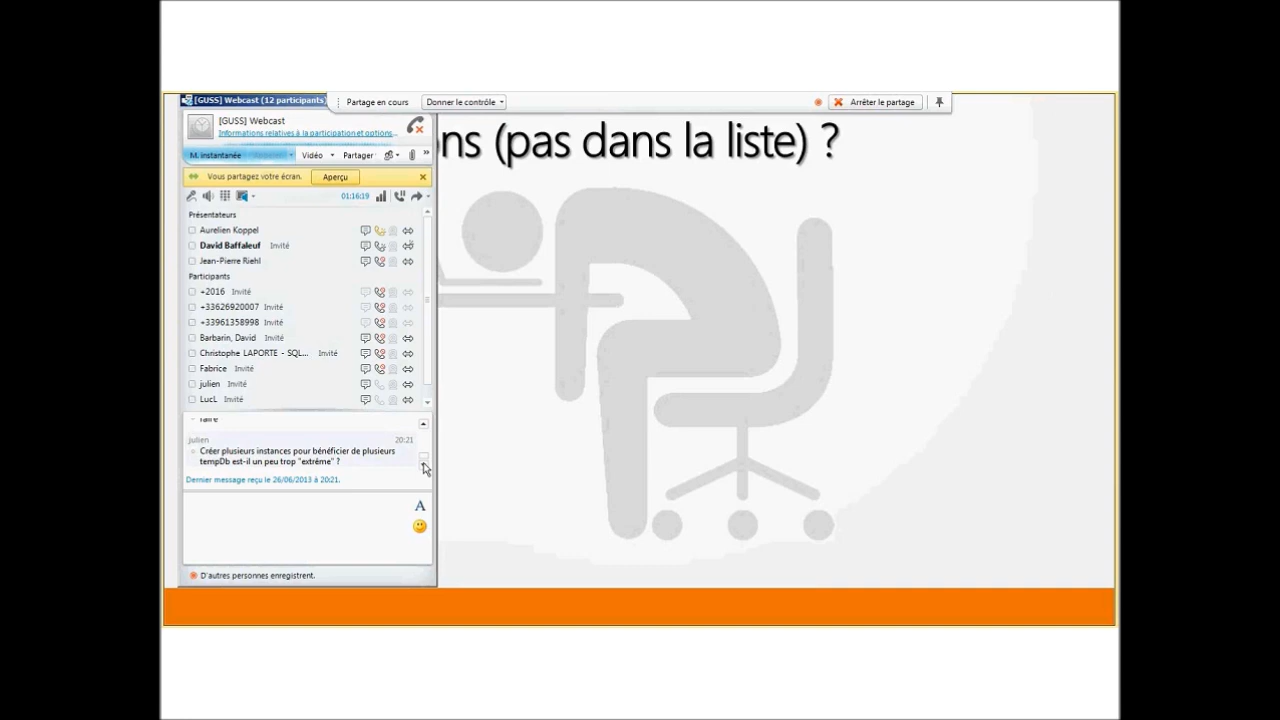 [GUSS] Webcast (12 participants)
Partage en cours
Donner le contrôle
Arrêter le partage
[GUSS] Webcast
Informations relatives à la participation et options...
ons (pas dans la liste) ?
M. instantanée
Vidéo
Partager
Vous partagez votre écran.
Aperçu
01:16:19
Présentateurs
Aurelien Koppel
David Baffaleuf Invité
Jean-Pierre Riehl
Participants
+2016 Invité
+33626920007 Invité
+33961358998 Invité
Barbarin, David Invité
Christophe LAPORTE - SQL... Invité
Fabrice Invité
julien Invité
LucL Invité
julien 20:21
Créer plusieurs instances pour bénéficier de plusieurs
tempDb est-il un peu trop "extrême" ?
Dernier message reçu le 26/06/2013 à 20:21.
A
D'autres personnes enregistrent.